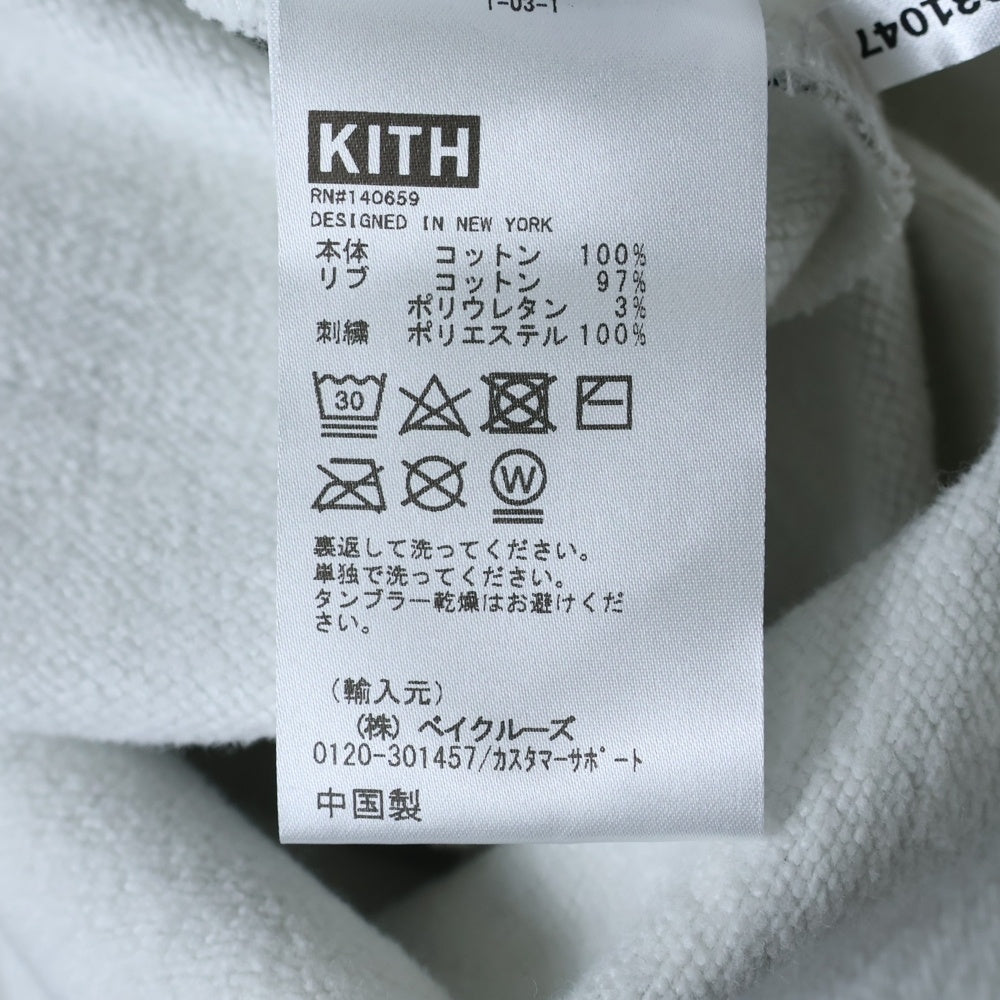 1-03-1
31047
KITH
RN#140659
DESIGNED IN NEW YORK
本体 コットン 100%
リブ コットン 97%
ポリウレタン 3%
刺繍 ポリエステル 100%
30
W
裏返して洗ってください。
単独で洗ってください。
タンブラー乾燥はお避けくだ
さい。
(輸入元)
(株) ベイクルーズ
0120-301457/カスタマーサポート
中国製